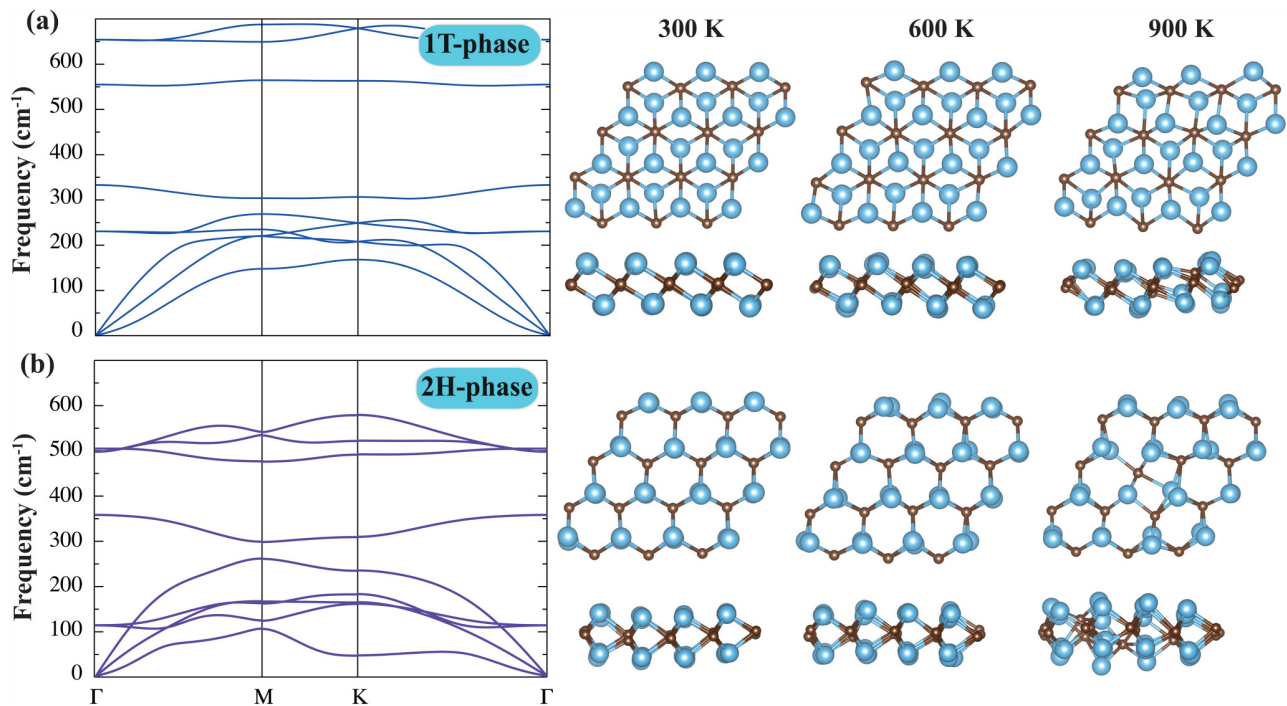 (a)
1T-phase
300 K
600 K
900 K
Frequency (cm⁻¹)
600
500
400
300
200
100
0
(b)
2H-phase
Frequency (cm⁻¹)
600
500
400
300
200
100
0
Γ
M
K
Γ